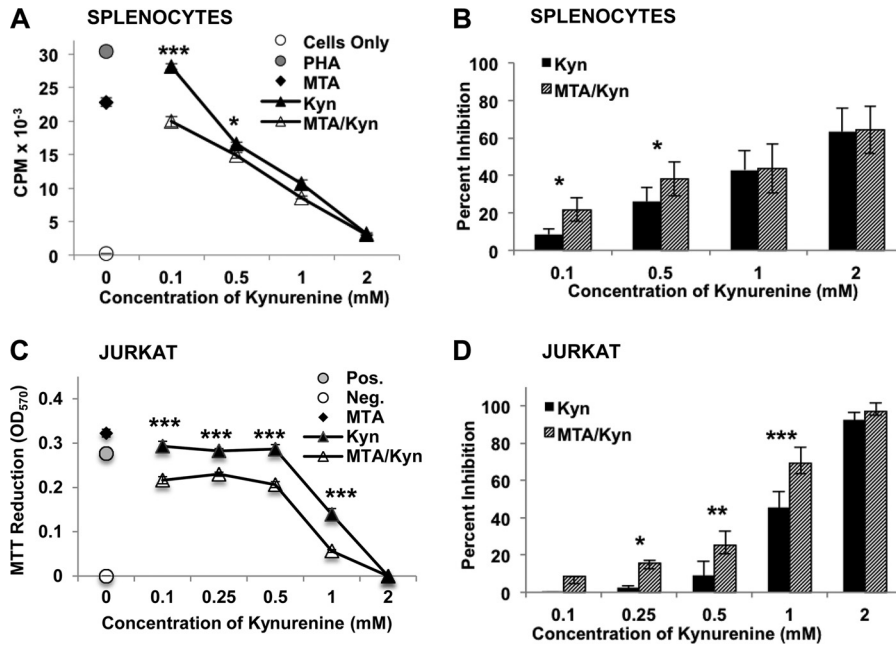 A SPLENOCYTES
CPM x 10-3
30
25
20
15
10
5
0
***
*
Cells Only
PHA
MTA
Kyn
MTA/Kyn
0 0.1 0.5 1 2
Concentration of Kynurenine (mM)
B SPLENOCYTES
Percent Inhibition
100
80
60
40
20
0
Kyn
MTA/Kyn
*
*
0.1 0.5 1 2
Concentration of Kynurenine (mM)
C JURKAT
MTT Reduction (OD570)
0.4
0.3
0.2
0.1
0
Pos.
Neg.
MTA
Kyn
MTA/Kyn
*** *** ***
***
0 0.1 0.25 0.5 1 2
Concentration of Kynurenine (mM)
D JURKAT
Percent Inhibition
100
80
60
40
20
0
Kyn
MTA/Kyn
*
**
***
0.1 0.25 0.5 1 2
Concentration of Kynurenine (mM)